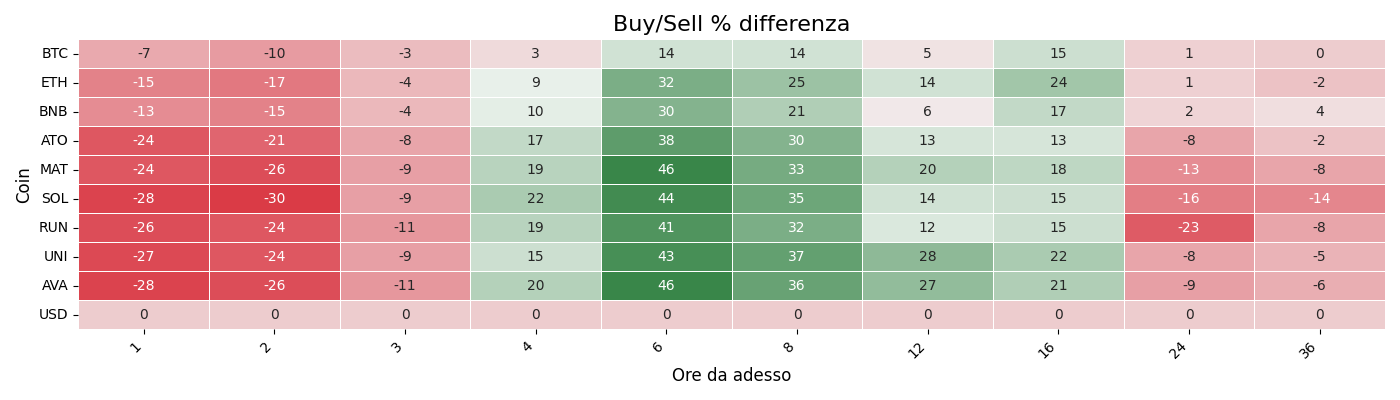 Buy/Sell % differenza
Coin
BTC -7 -10 -3 3 14 14 5 15 1 0
ETH -15 -17 -4 9 32 25 14 24 1 -2
BNB -13 -15 -4 10 30 21 6 17 2 4
ATO -24 -21 -8 17 38 30 13 13 -8 -2
MAT -24 -26 -9 19 46 33 20 18 -13 -8
SOL -28 -30 -9 22 44 35 14 15 -16 -14
RUN -26 -24 -11 19 41 32 12 15 -23 -8
UNI -27 -24 -9 15 43 37 28 22 -8 -5
AVA -28 -26 -11 20 46 36 27 21 -9 -6
USD 0 0 0 0 0 0 0 0 0 0
1 2 3 4 6 8 12 16 24 36
Ore da adesso